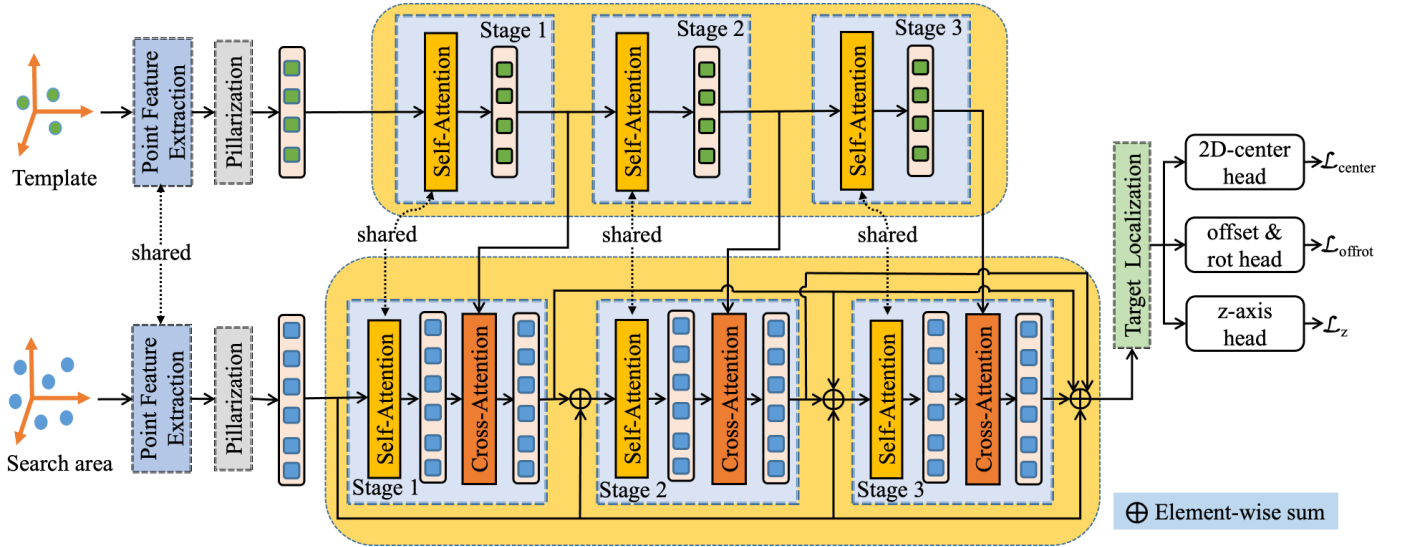 Template
Point Feature
Extraction
Pillarization
Stage 1
Self-Attention
Stage 2
Self-Attention
Stage 3
Self-Attention
shared
shared
shared
shared
Search area
Point Feature
Extraction
Pillarization
Self-Attention
Cross-Attention
Stage 1
Self-Attention
Cross-Attention
Stage 2
Self-Attention
Cross-Attention
Stage 3
Target Localization
2D-center
head
ℒcenter
offset &
rot head
ℒoffrot
z-axis
head
ℒz
⊕ Element-wise sum